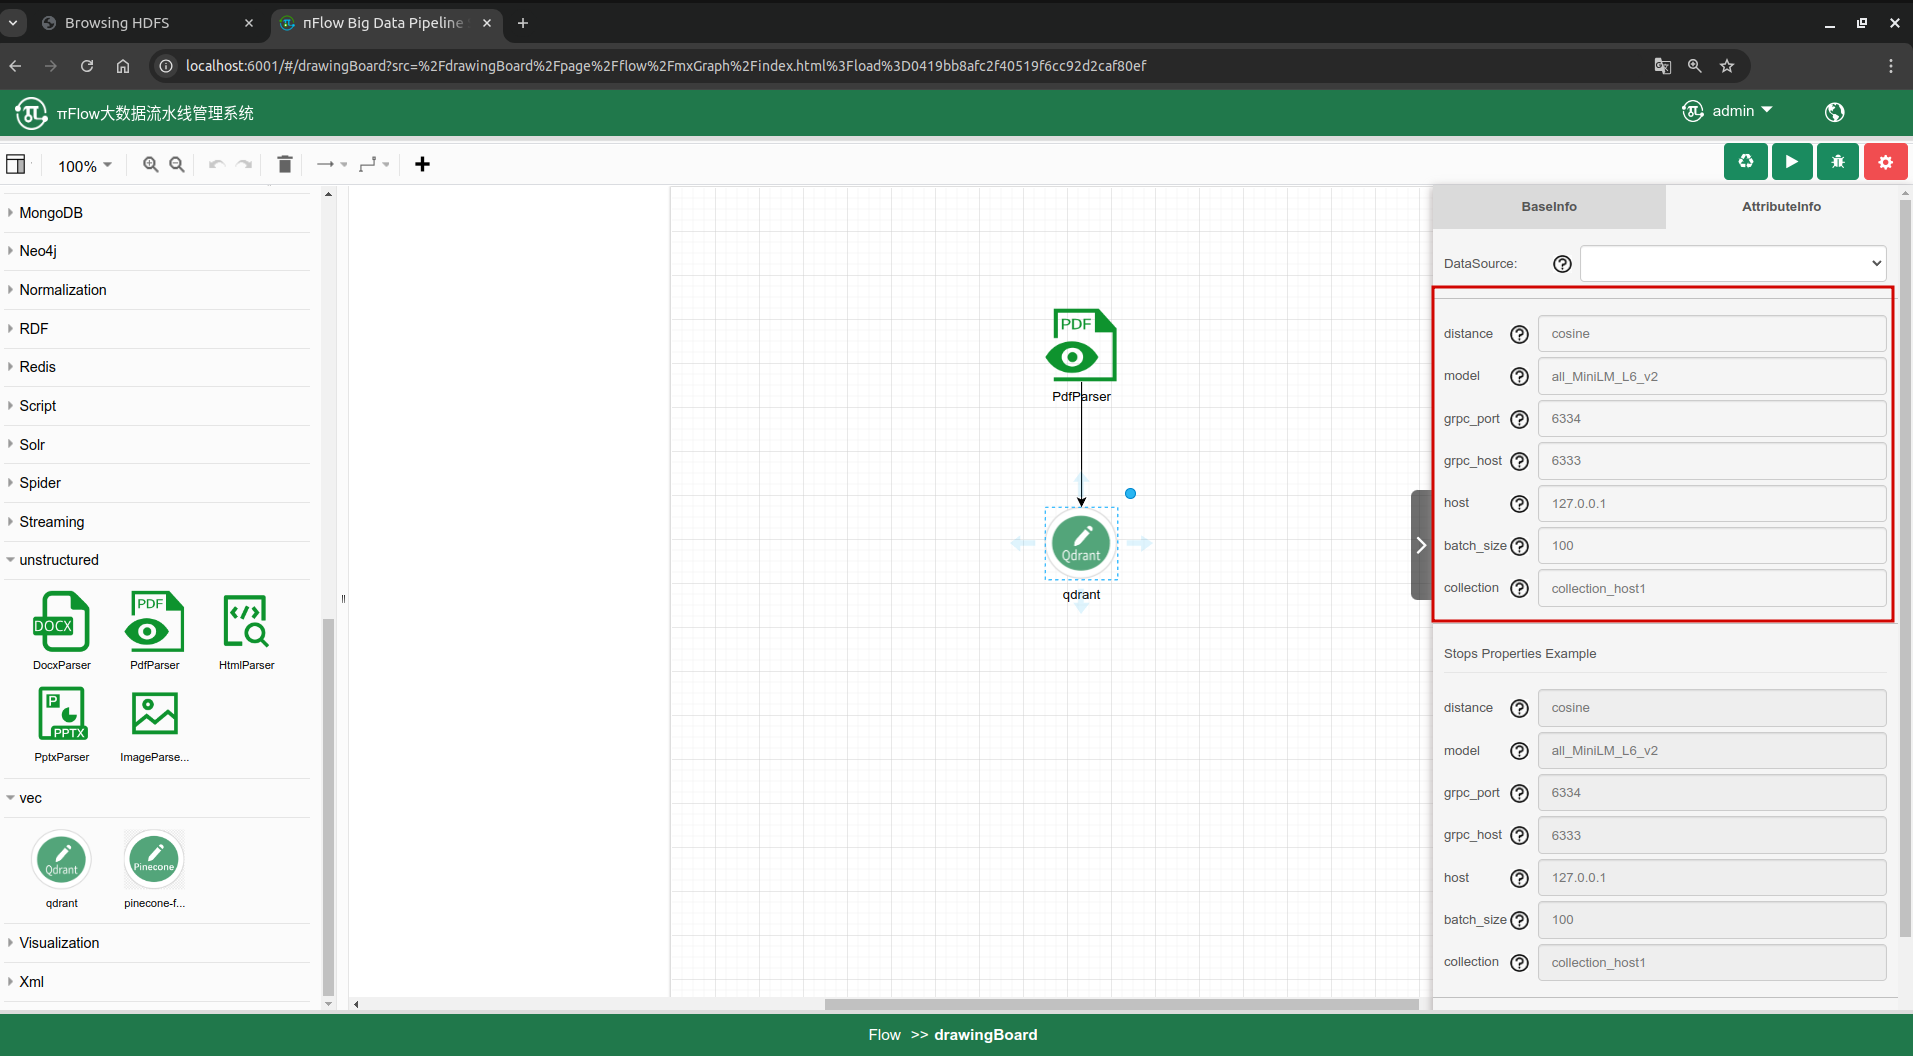 Browsing HDFS
πFlow Big Data Pipeline
localhost:6001/#/drawingBoard?src=%2FdrawingBoard%2Fpage%2Fflow%2FmxGraph%2Findex.html%3Fload%3D0419bb8afc2f40519f6cc92d2caf80ef
πFlow大数据流水线管理系统
admin
100%
MongoDB
Neo4j
Normalization
RDF
Redis
Script
Solr
Spider
Streaming
unstructured
DOCX
DocxParser
PDF
PdfParser
HtmlParser
P
PPTX
PptxParser
ImageParse...
vec
Qdrant
qdrant
Pinecone
pinecone-f...
Visualization
Xml
PDF
PdfParser
Qdrant
qdrant
BaseInfo
AttributeInfo
DataSource:
distance
cosine
model
all_MiniLM_L6_v2
grpc_port
6334
grpc_host
6333
host
127.0.0.1
batch_size
100
collection
collection_host1
Stops Properties Example
distance
cosine
model
all_MiniLM_L6_v2
grpc_port
6334
grpc_host
6333
host
127.0.0.1
batch_size
100
collection
collection_host1
Flow >> drawingBoard